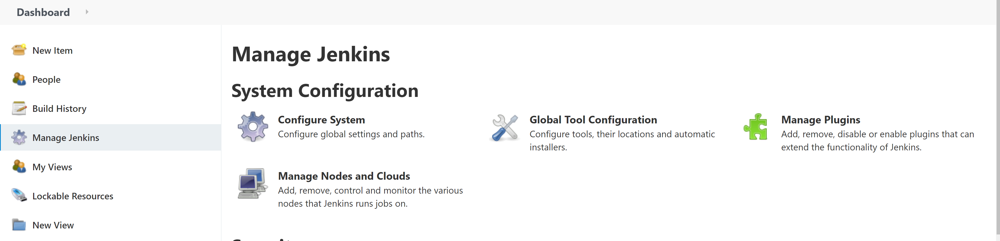 Dashboard
New Item
People
Build History
Manage Jenkins
My Views
Lockable Resources
New View
Manage Jenkins
System Configuration
Configure System
Configure global settings and paths.
Global Tool Configuration
Configure tools, their locations and automatic
installers.
Manage Plugins
Add, remove, disable or enable plugins that can
extend the functionality of Jenkins.
Manage Nodes and Clouds
Add, remove, control and monitor the various
nodes that Jenkins runs jobs on.